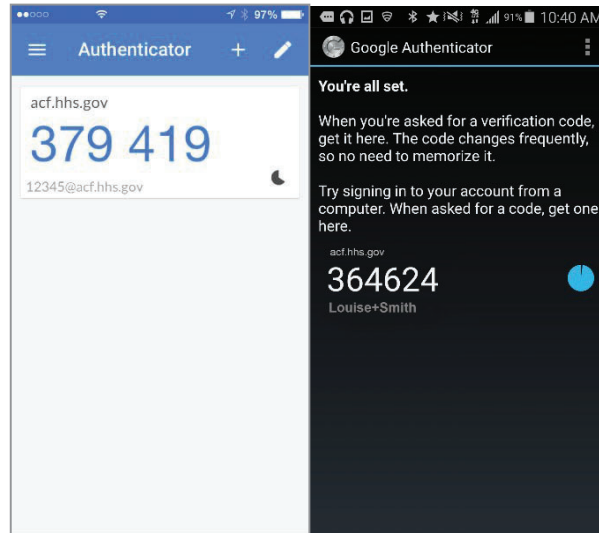 97%
Authenticator
acf.hhs.gov
379 419
12345@acf.hhs.gov
91% 10:40 AM
Google Authenticator
You're all set.
When you're asked for a verification code,
get it here. The code changes frequently,
so no need to memorize it.
Try signing in to your account from a
computer. When asked for a code, get one
here.
acf.hhs.gov
364624
Louise+Smith